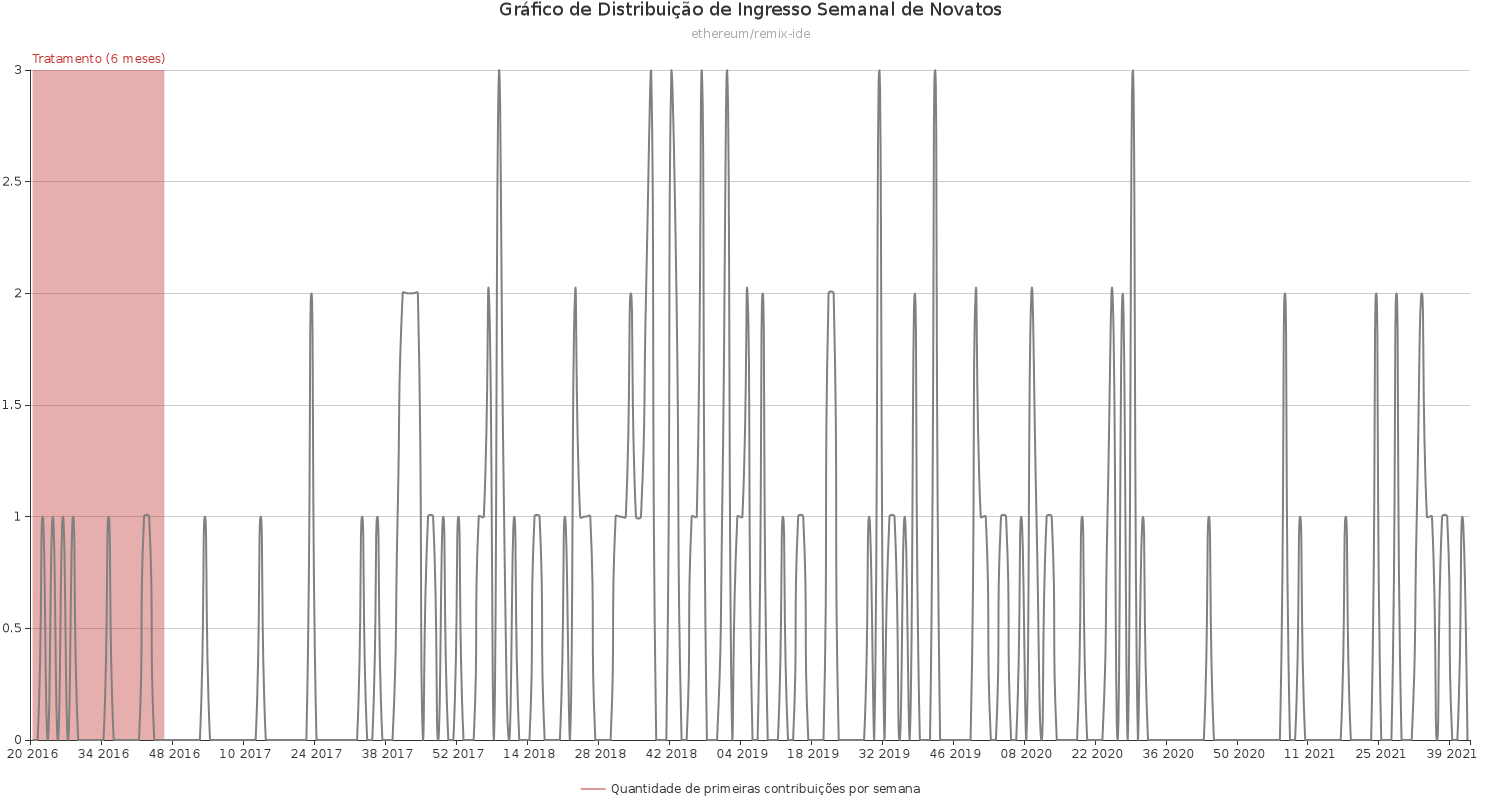 Gráfico de Distribuição de Ingresso Semanal de Novatos
ethereum/remix-ide
Tratamento (6 meses)
3
2.5
2
1.5
1
0.5
0
20 2016 34 2016 48 2016 10 2017 24 2017 38 2017 52 2017 14 2018 28 2018 42 2018 04 2019 18 2019 32 2019 46 2019 08 2020 22 2020 36 2020 50 2020 11 2021 25 2021 39 2021
Quantidade de primeiras contribuições por semana